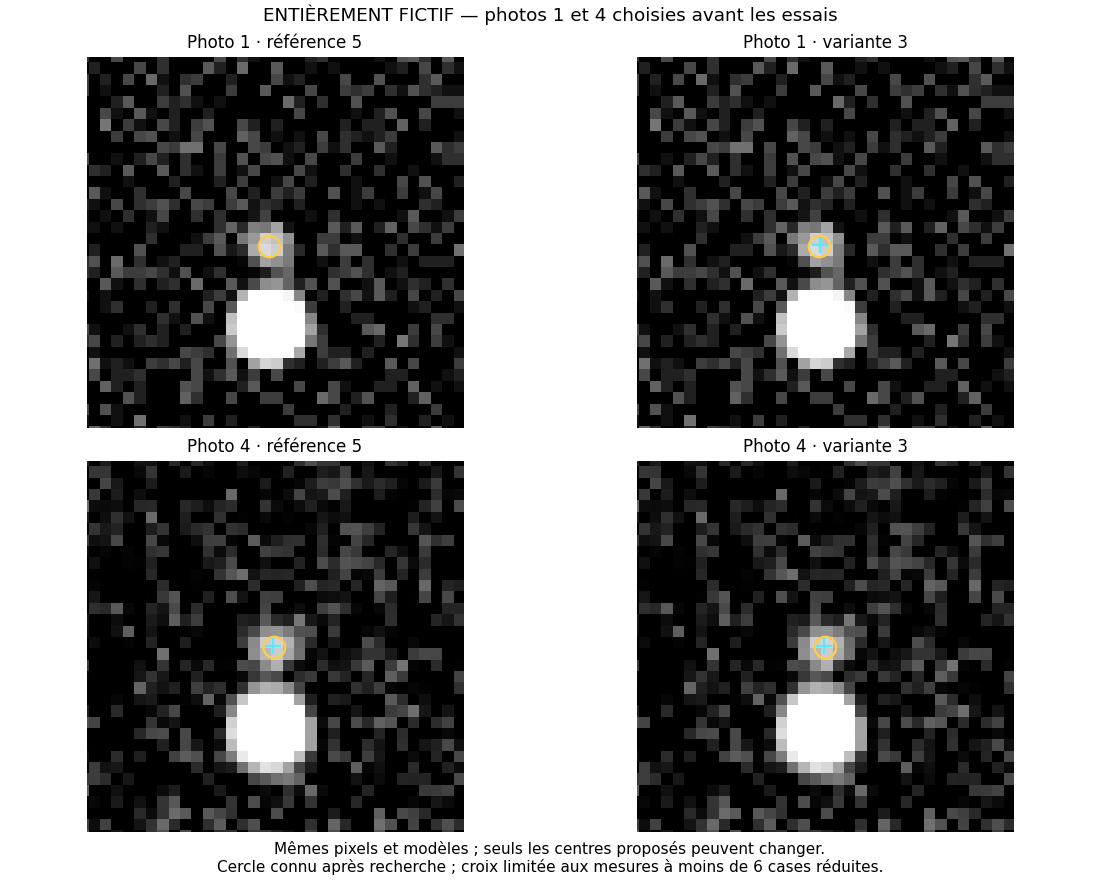 ENTIÈREMENT FICTIF — photos 1 et 4 choisies avant les essais
Photo 1 · référence 5
Photo 1 · variante 3
Photo 4 · référence 5
Photo 4 · variante 3
Mêmes pixels et modèles ; seuls les centres proposés peuvent changer.
Cercle connu après recherche ; croix limitée aux mesures à moins de 6 cases réduites.